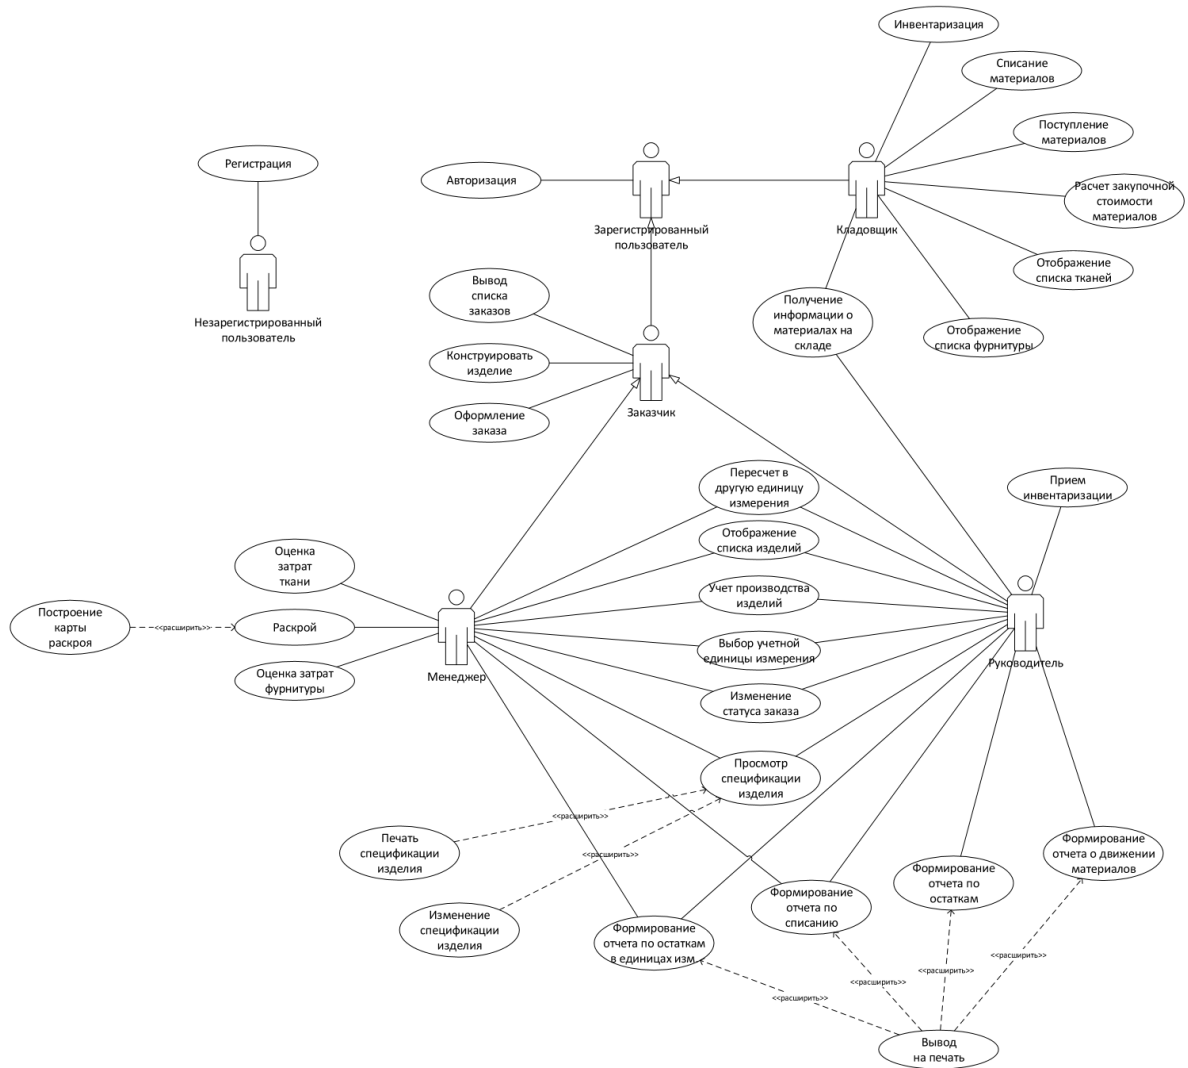 Инвентаризация
Списание
материалов
Поступление
материалов
Регистрация
Авторизация
Расчет закупочной
стоимости
материалов
Зарегистрированный
пользователь
Кладовщик
Отображение
списка тканей
Вывод
списка
заказов
Получение
информации о
материалах на
складе
Незарегистрированный
пользователь
Отображение
списка фурнитуры
Конструировать
изделие
Оформление
заказа
Заказчик
Пересчет в
другую единицу
измерения
Прием
инвентаризации
Отображение
списка изделий
Оценка
затрат
ткани
Учет производства
изделий
Построение
карты
раскроя
<<расширить>>
Раскрой
Выбор учетной
единицы измерения
Руководитель
Оценка затрат
фурнитуры
Менеджер
Изменение
статуса заказа
Просмотр
спецификации
изделия
<<расширить>>
Печать
спецификации
изделия
<<расширить>>
Формирование
отчета о движении
материалов
Формирование
отчета по
остаткам
Формирование
отчета по
списанию
Изменение
спецификации
изделия
Формирование
отчета по остаткам
в единицах изм.
<<расширить>>
<<расширить>>
<<расширить>>
<<расширить>>
Вывод
на печать